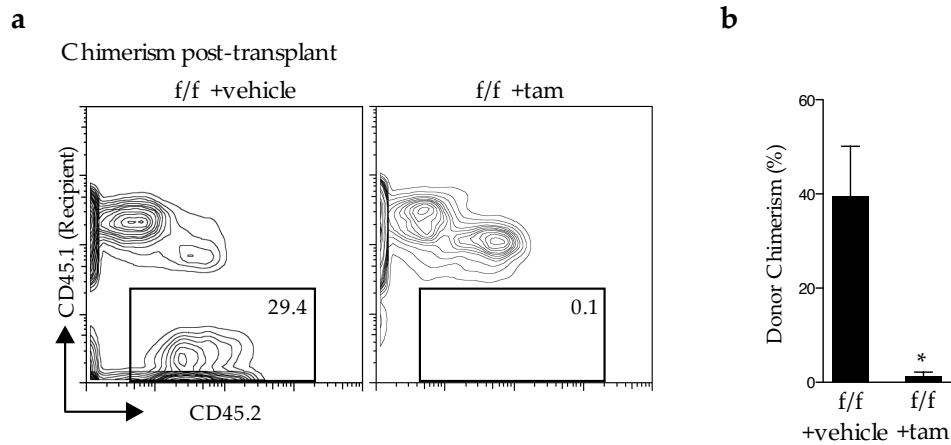 a
Chimerism post-transplant
f/f +vehicle
f/f +tam
CD45.1 (Recipient)
29.4
0.1
CD45.2
b
Donor Chimerism (%)
60
40
20
0
*
f/f f/f
+vehicle +tam